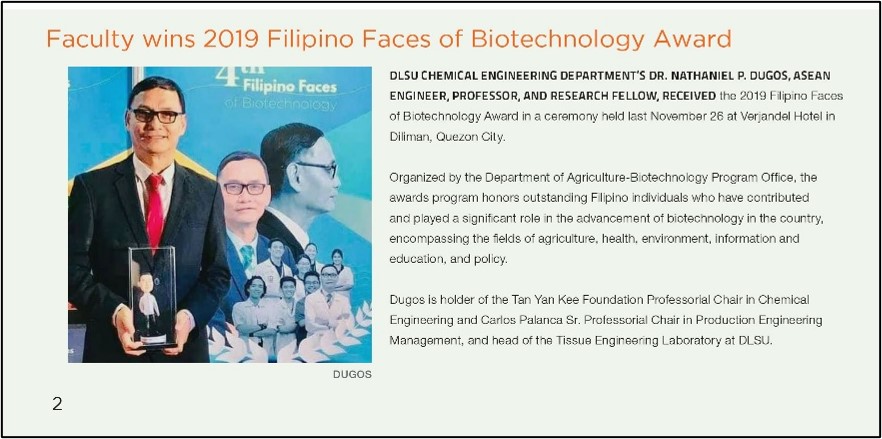 Faculty wins 2019 Filipino Faces of Biotechnology Award
4th
Filipino Faces
of Biotechnology
DUGOS
DLSU CHEMICAL ENGINEERING DEPARTMENT'S DR. NATHANIEL P. DUGOS, ASEAN
ENGINEER, PROFESSOR, AND RESEARCH FELLOW, RECEIVED the 2019 Filipino Faces
of Biotechnology Award in a ceremony held last November 26 at Verjandel Hotel in
Diliman, Quezon City.
Organized by the Department of Agriculture-Biotechnology Program Office, the
awards program honors outstanding Filipino individuals who have contributed
and played a significant role in the advancement of biotechnology in the country,
encompassing the fields of agriculture, health, environment, information and
education, and policy.
Dugos is holder of the Tan Yan Kee Foundation Professorial Chair in Chemical
Engineering and Carlos Palanca Sr. Professorial Chair in Production Engineering
Management, and head of the Tissue Engineering Laboratory at DLSU.
2